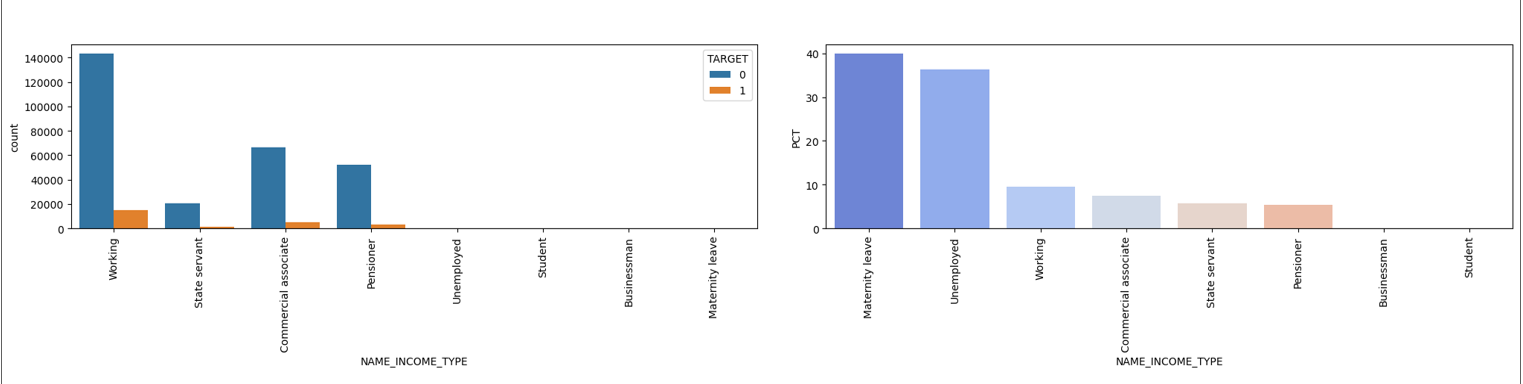 140000
120000
100000
80000
60000
40000
20000
0
count
TARGET
0
1
Working
State servant
Commercial associate
Pensioner
Unemployed
Student
Businessman
Maternity leave
NAME_INCOME_TYPE
40
30
20
10
0
PCT
Maternity leave
Unemployed
Working
Commercial associate
State servant
Pensioner
Businessman
Student
NAME_INCOME_TYPE